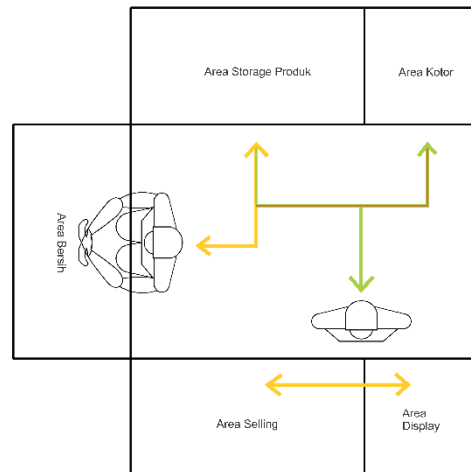 Area Storage Produk
Area Kotor
Area Bersih
Area Selling
Area
Display